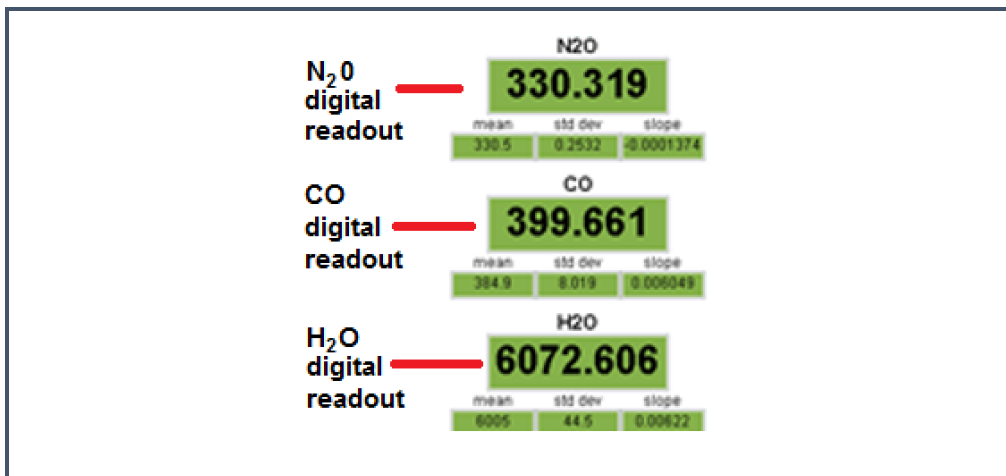 N2O
N₂0
digital
readout
330.319
mean std dev slope
330.5 0.2532 -0.0001374
CO
CO
digital
readout
399.661
mean std dev slope
384.9 8.019 0.006049
H2O
H₂O
digital
readout
6072.606
mean std dev slope
6005 44.5 0.00622